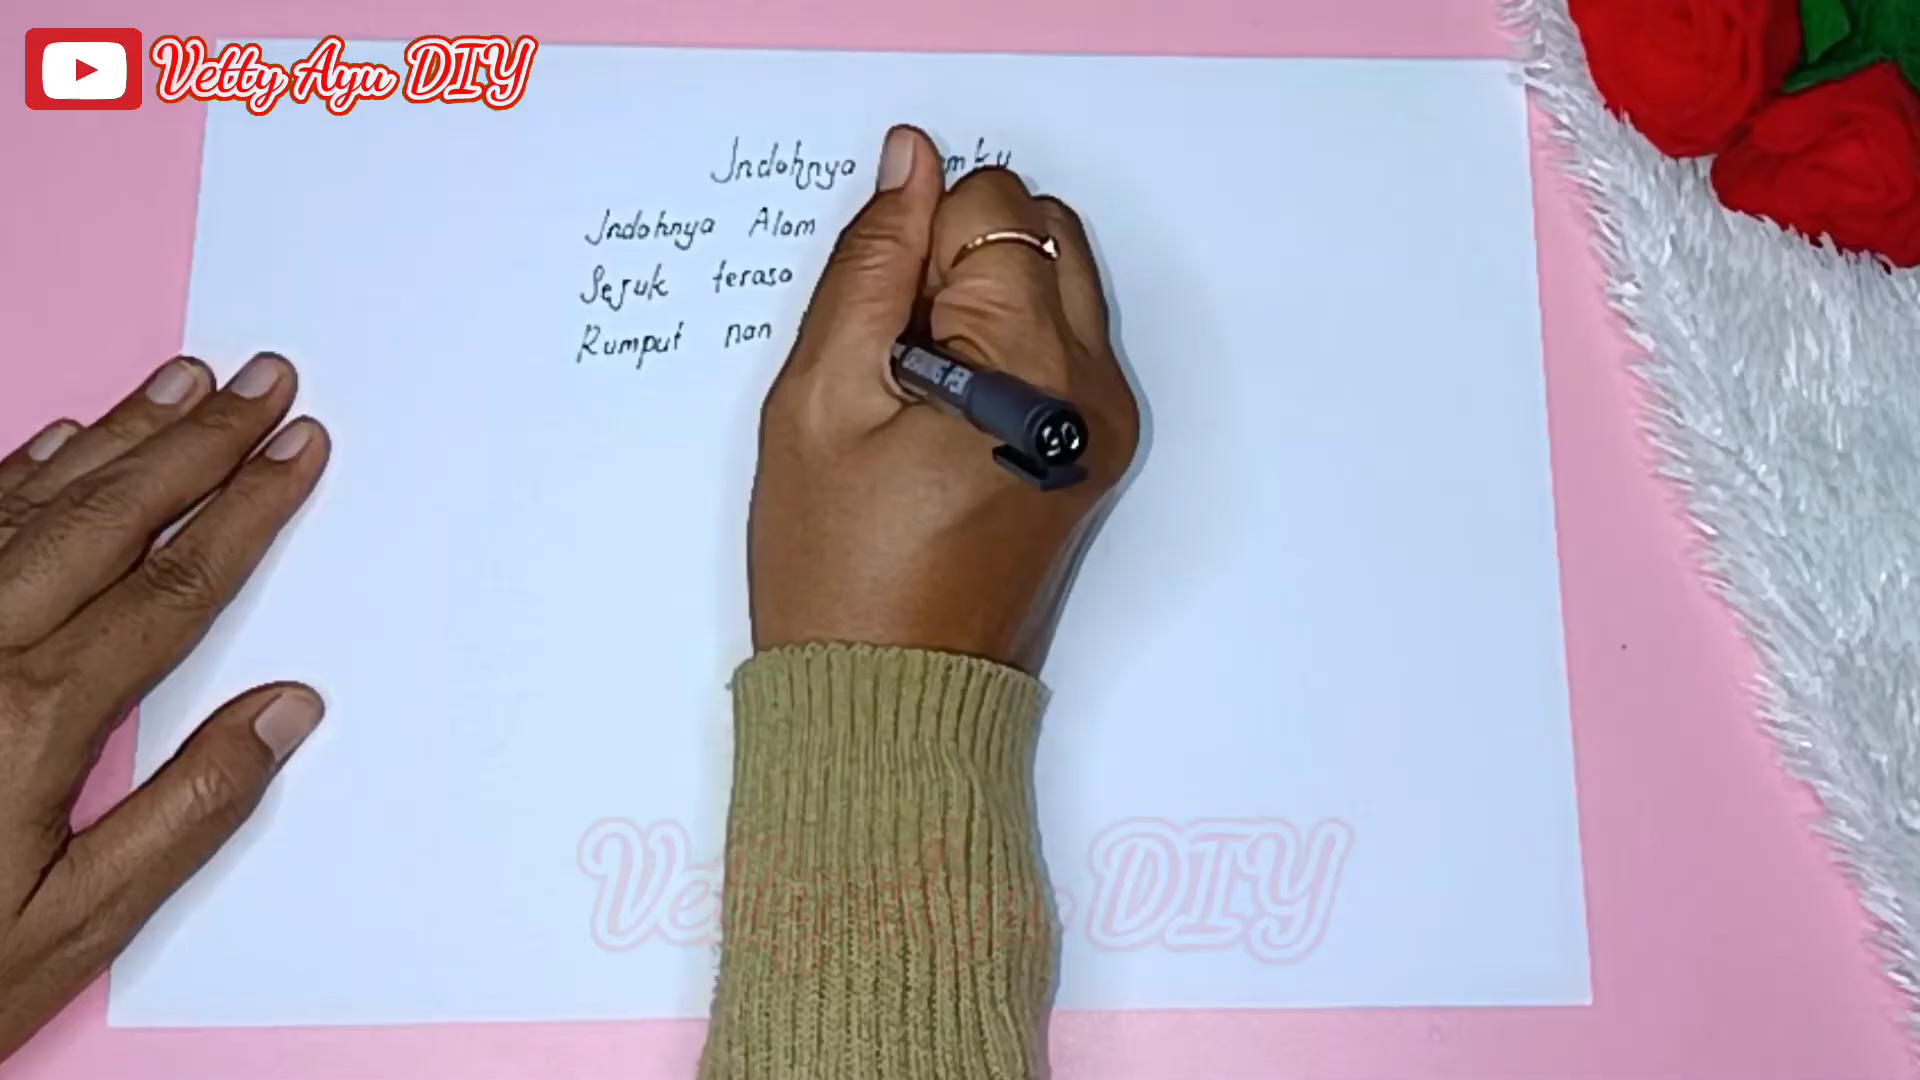 Vetty Ayu DIY
Indahnya
Indahnya Alam
Sejuk terasa
Rumput nan
Vetty Ayu DIY